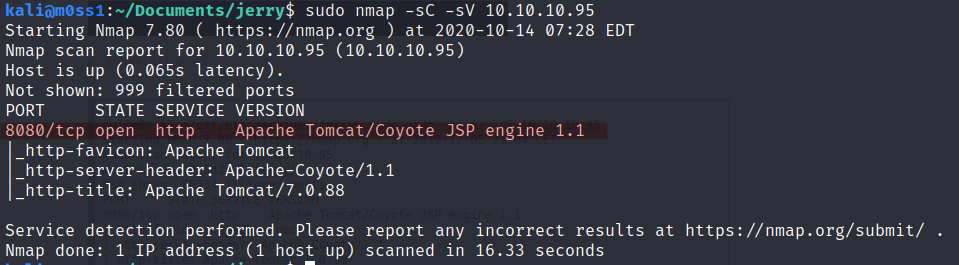 kali@m0ss1:~/Documents/jerry$ sudo nmap -sC -sV 10.10.10.95
Starting Nmap 7.80 ( https://nmap.org ) at 2020-10-14 07:28 EDT
Nmap scan report for 10.10.10.95 (10.10.10.95)
Host is up (0.065s latency).
Not shown: 999 filtered ports
PORT     STATE SERVICE VERSION
8080/tcp open  http    Apache Tomcat/Coyote JSP engine 1.1
|_http-favicon: Apache Tomcat
|_http-server-header: Apache-Coyote/1.1
|_http-title: Apache Tomcat/7.0.88
Service detection performed. Please report any incorrect results at https://nmap.org/submit/ .
Nmap done: 1 IP address (1 host up) scanned in 16.33 seconds